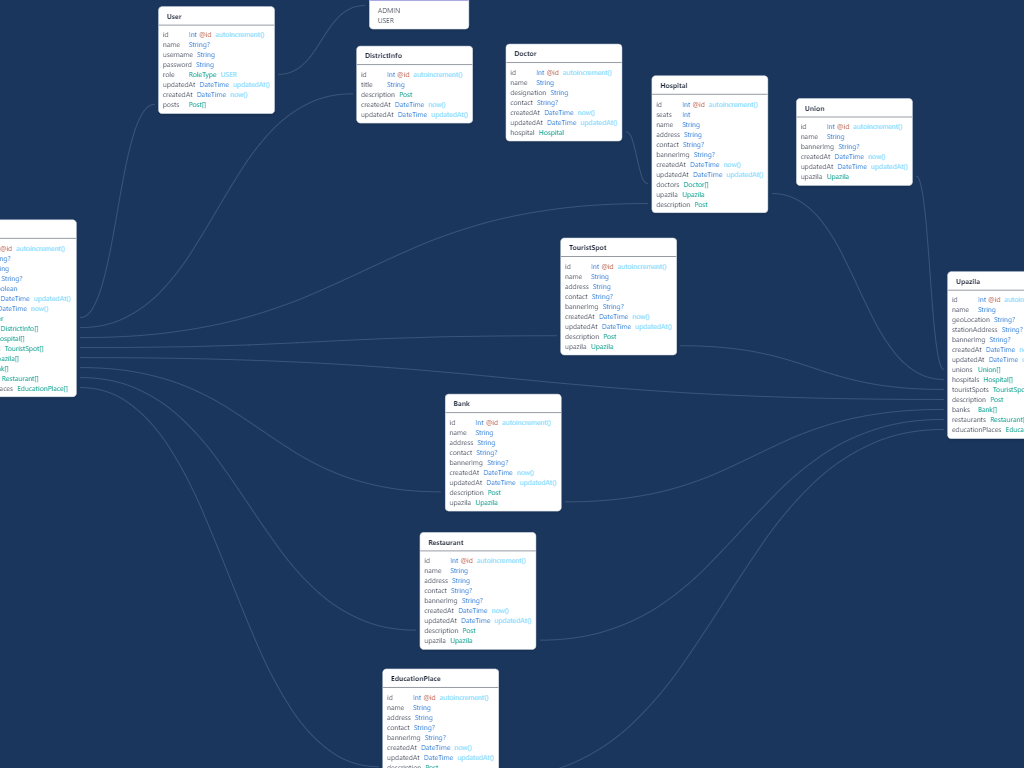 ADMIN
USER
User
id Int @id autoincrement()
name String?
username String
password String
role RoleType USER
updatedAt DateTime updatedAt()
createdAt DateTime now()
posts Post[]
DistrictInfo
id Int @id autoincrement()
title String
description Post
createdAt DateTime now()
updatedAt DateTime updatedAt()
Doctor
id Int @id autoincrement()
name String
designation String
contact String?
createdAt DateTime now()
updatedAt DateTime updatedAt()
hospital Hospital
Hospital
id Int @id autoincrement()
seats Int
name String
address String
contact String?
bannerImg String?
createdAt DateTime now()
updatedAt DateTime updatedAt()
doctors Doctor[]
upazila Upazila
description Post
Union
id Int @id autoincrement()
name String
bannerImg String?
createdAt DateTime now()
updatedAt DateTime updatedAt()
upazila Upazila
@id autoincrement()
String?
DateTime updatedAt()
DateTime now()
DistrictInfo[]
TouristSpot[]
Restaurant[]
EducationPlace[]
TouristSpot
id Int @id autoincrement()
name String
address String
contact String?
bannerImg String?
createdAt DateTime now()
updatedAt DateTime updatedAt()
description Post
upazila Upazila
Upazila
id Int @id
name String
geoLocation String?
stationAddress String?
bannerImg String?
createdAt DateTime
updatedAt DateTime
unions Union[]
hospitals Hospital[]
touristSpots
description Post
banks Bank[]
restaurants Restaurant[
educationPlaces
Bank
id Int @id autoincrement()
name String
address String
contact String?
bannerImg String?
createdAt DateTime now()
updatedAt DateTime updatedAt()
description Post
upazila Upazila
Restaurant
id Int @id autoincrement()
name String
address String
contact String?
bannerImg String?
createdAt DateTime now()
updatedAt DateTime updatedAt()
description Post
upazila Upazila
EducationPlace
id Int @id autoincrement()
name String
address String
contact String?
bannerImg String?
createdAt DateTime now()
updatedAt DateTime updatedAt()
description Post